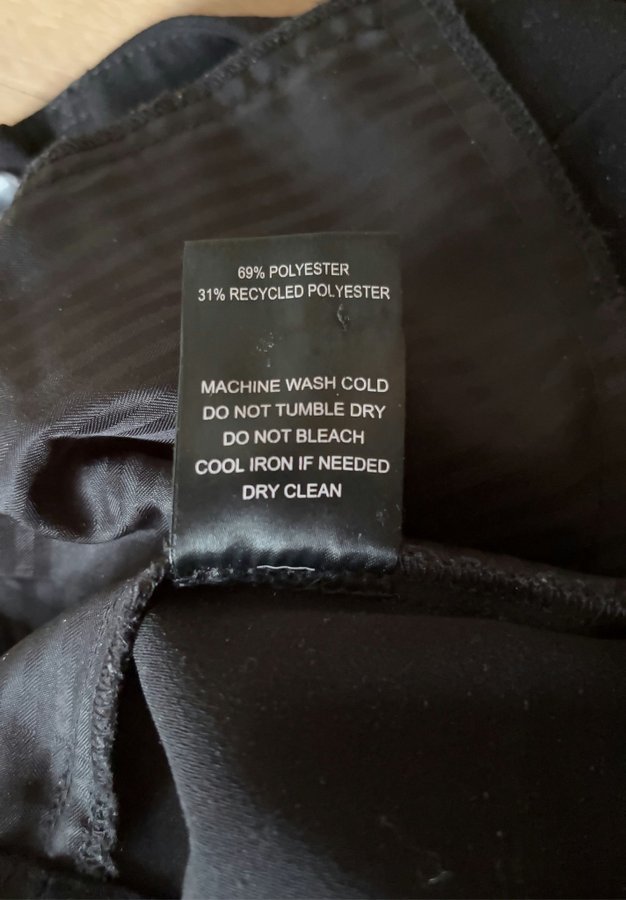 69% POLYESTER
31% RECYCLED POLYESTER
MACHINE WASH COLD
DO NOT TUMBLE DRY
DO NOT BLEACH
COOL IRON IF NEEDED
DRY CLEAN